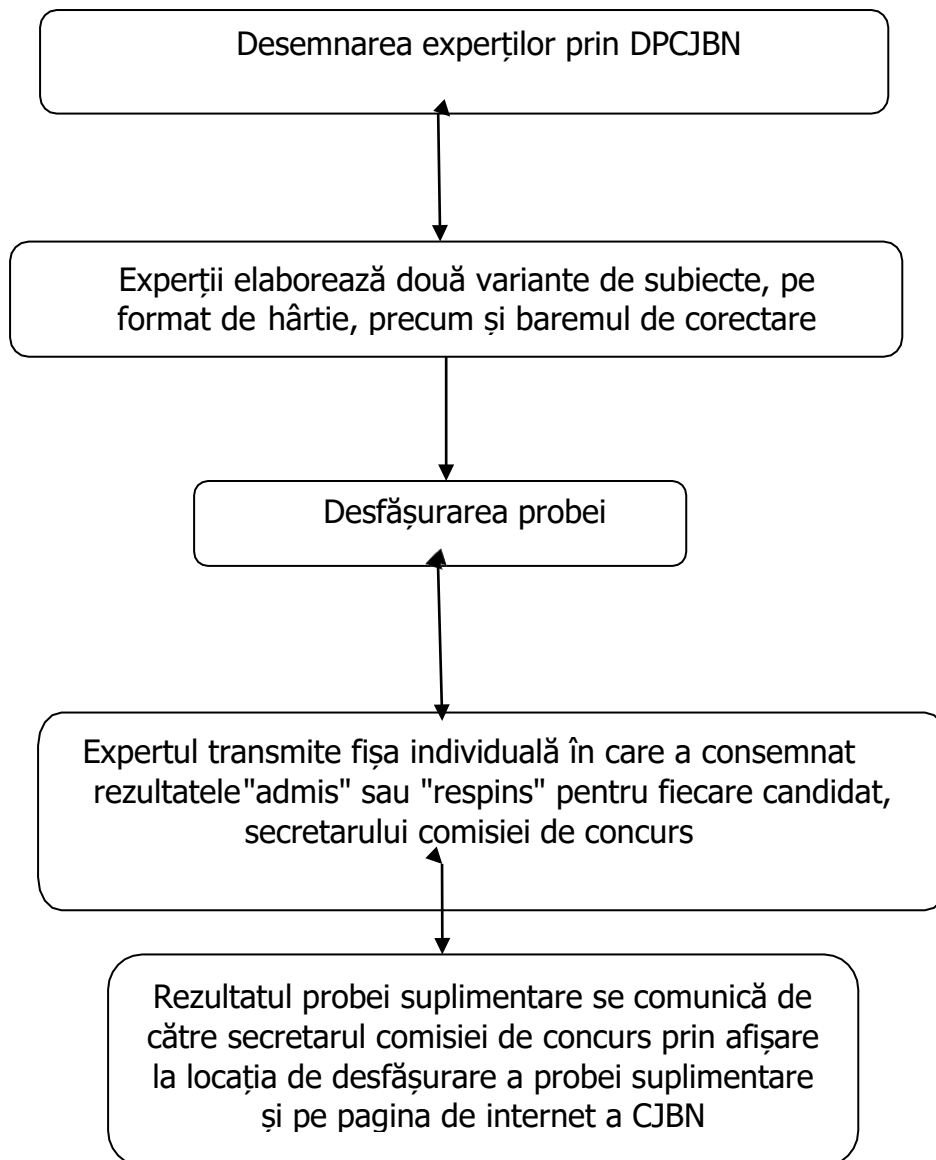 Desemnarea experților prin DPCJBN
Experții elaborează două variante de subiecte, pe
format de hârtie, precum și baremul de corectare
Desfășurarea probei
Expertul transmite fișa individuală în care a consemnat
rezultatele"admis" sau "respins" pentru fiecare candidat,
secretarului comisiei de concurs
Rezultatul probei suplimentare se comunică de
către secretarul comisiei de concurs prin afișare
la locația de desfășurare a probei suplimentare
și pe pagina de internet a CJBN